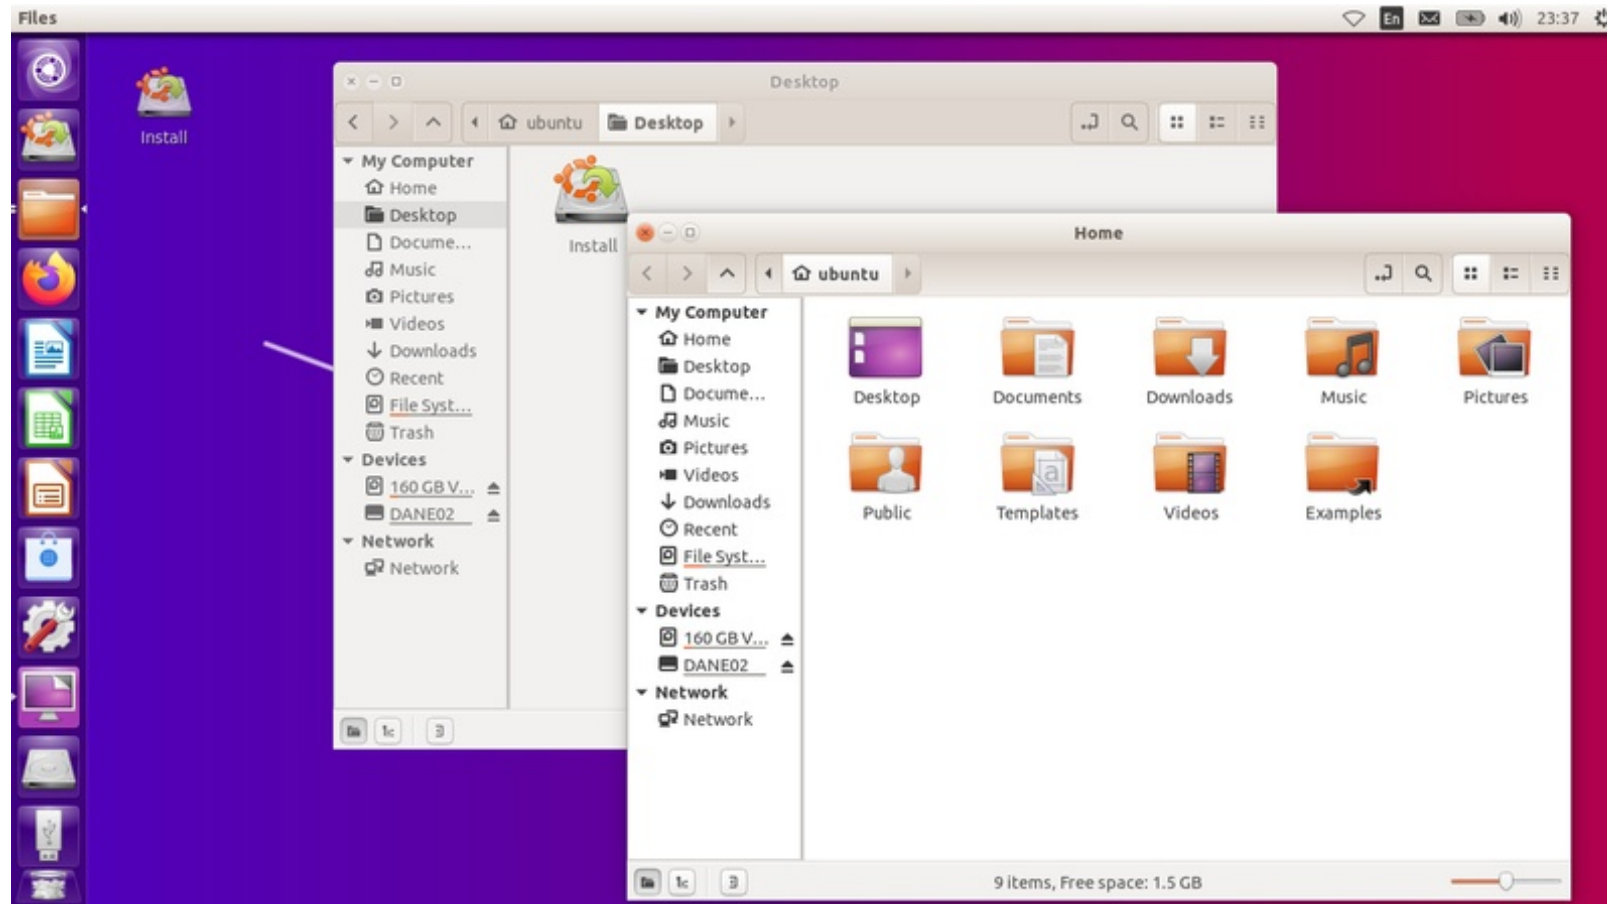 Files
En
23:37
Install
Desktop
ubuntu
Desktop
My Computer
Home
Desktop
Docume...
Music
Pictures
Videos
Downloads
Recent
File Syst...
Trash
Devices
160 GB V...
DANE02
Network
Network
Install
Home
ubuntu
My Computer
Home
Desktop
Docume...
Music
Pictures
Videos
Downloads
Recent
File Syst...
Trash
Devices
160 GB V...
DANE02
Network
Network
Desktop
Documents
Downloads
Music
Pictures
Public
Templates
Videos
Examples
9 items, Free space: 1.5 GB